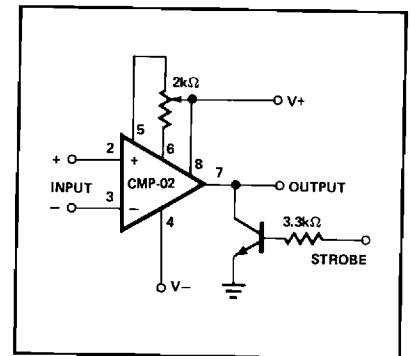 2kΩ
V+
5
6
8
2
+
+
CMP-02
7
OUTPUT
INPUT
3
–
–
4
3.3kΩ
STROBE
V–